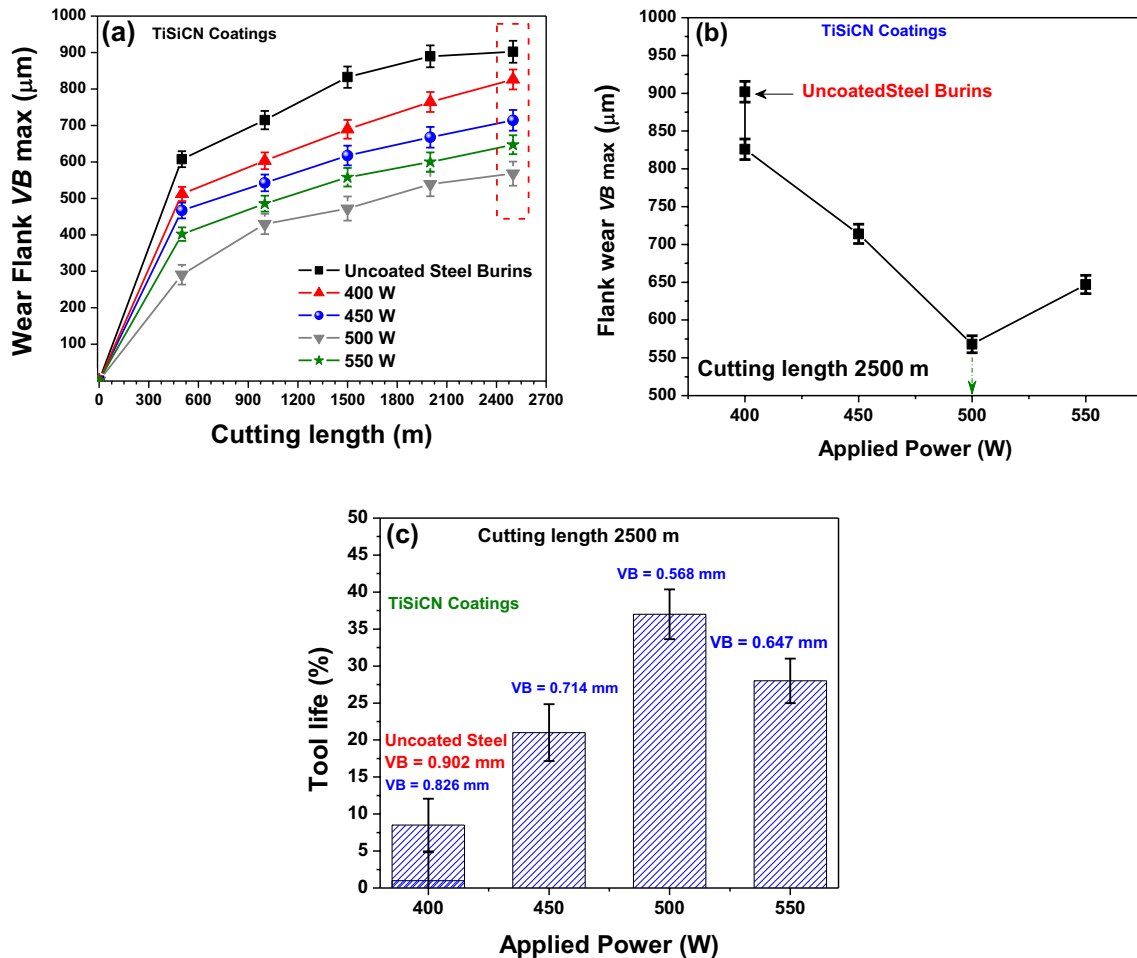 (a)
TiSiCN Coatings
Wear Flank VB max (μm)
1000
900
800
700
600
500
400
300
200
100
Uncoated Steel Burins
400 W
450 W
500 W
550 W
0 300 600 900 1200 1500 1800 2100 2400 2700
Cutting length (m)
(b)
TiSiCN Coatings
UncoatedSteel Burins
Flank wear VB max (μm)
1000
950
900
850
800
750
700
650
600
550
500
Cutting length 2500 m
400 450 500 550
Applied Power (W)
(c)
Cutting length 2500 m
VB = 0.568 mm
TiSiCN Coatings
VB = 0.647 mm
VB = 0.714 mm
Uncoated Steel
VB = 0.902 mm
VB = 0.826 mm
Tool life (%)
50
45
40
35
30
25
20
15
10
5
0
400 450 500 550
Applied Power (W)